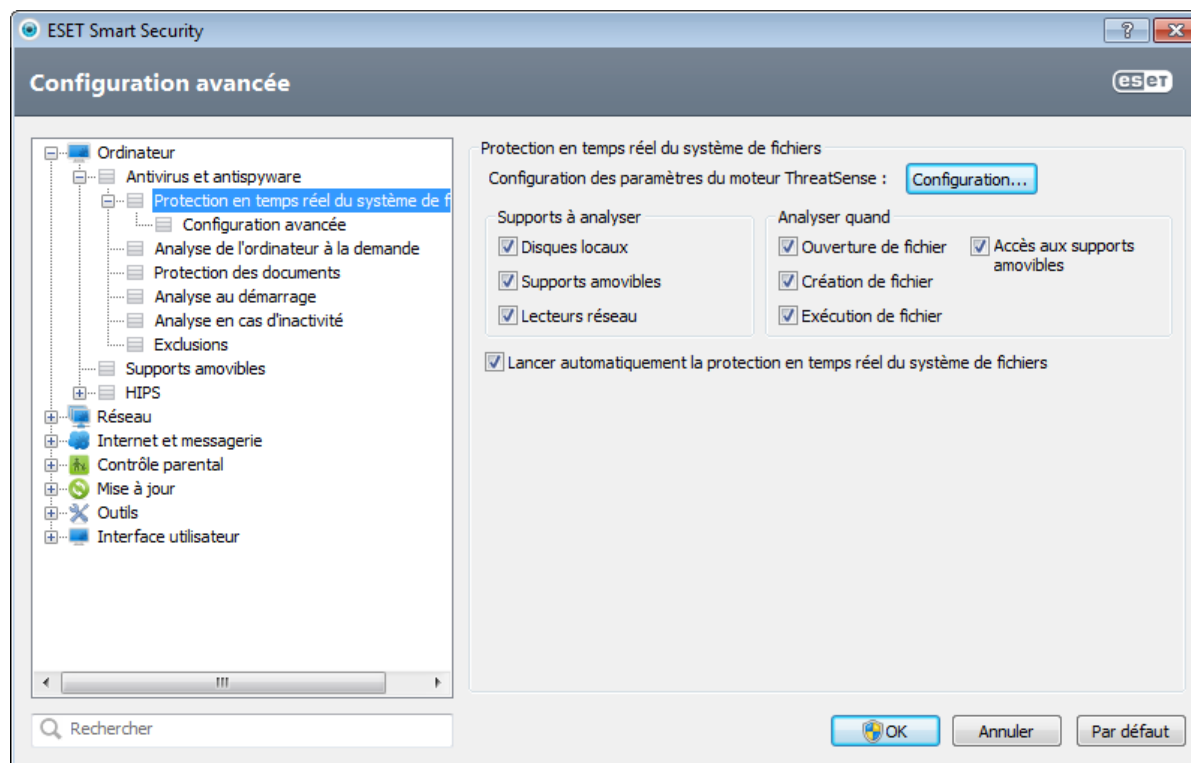 ESET Smart Security
Configuration avancée
eset
Ordinateur
Antivirus et antispyware
Protection en temps réel du système de f
Configuration avancée
Analyse de l'ordinateur à la demande
Protection des documents
Analyse au démarrage
Analyse en cas d'inactivité
Exclusions
Supports amovibles
HIPS
Réseau
Internet et messagerie
Contrôle parental
Mise à jour
Outils
Interface utilisateur
Rechercher
Protection en temps réel du système de fichiers
Configuration des paramètres du moteur ThreatSense : Configuration...
Supports à analyser
Disques locaux
Supports amovibles
Lecteurs réseau
Analyser quand
Ouverture de fichier
Création de fichier
Exécution de fichier
Accès aux supports
amovibles
Lancer automatiquement la protection en temps réel du système de fichiers
OK Annuler Par défaut